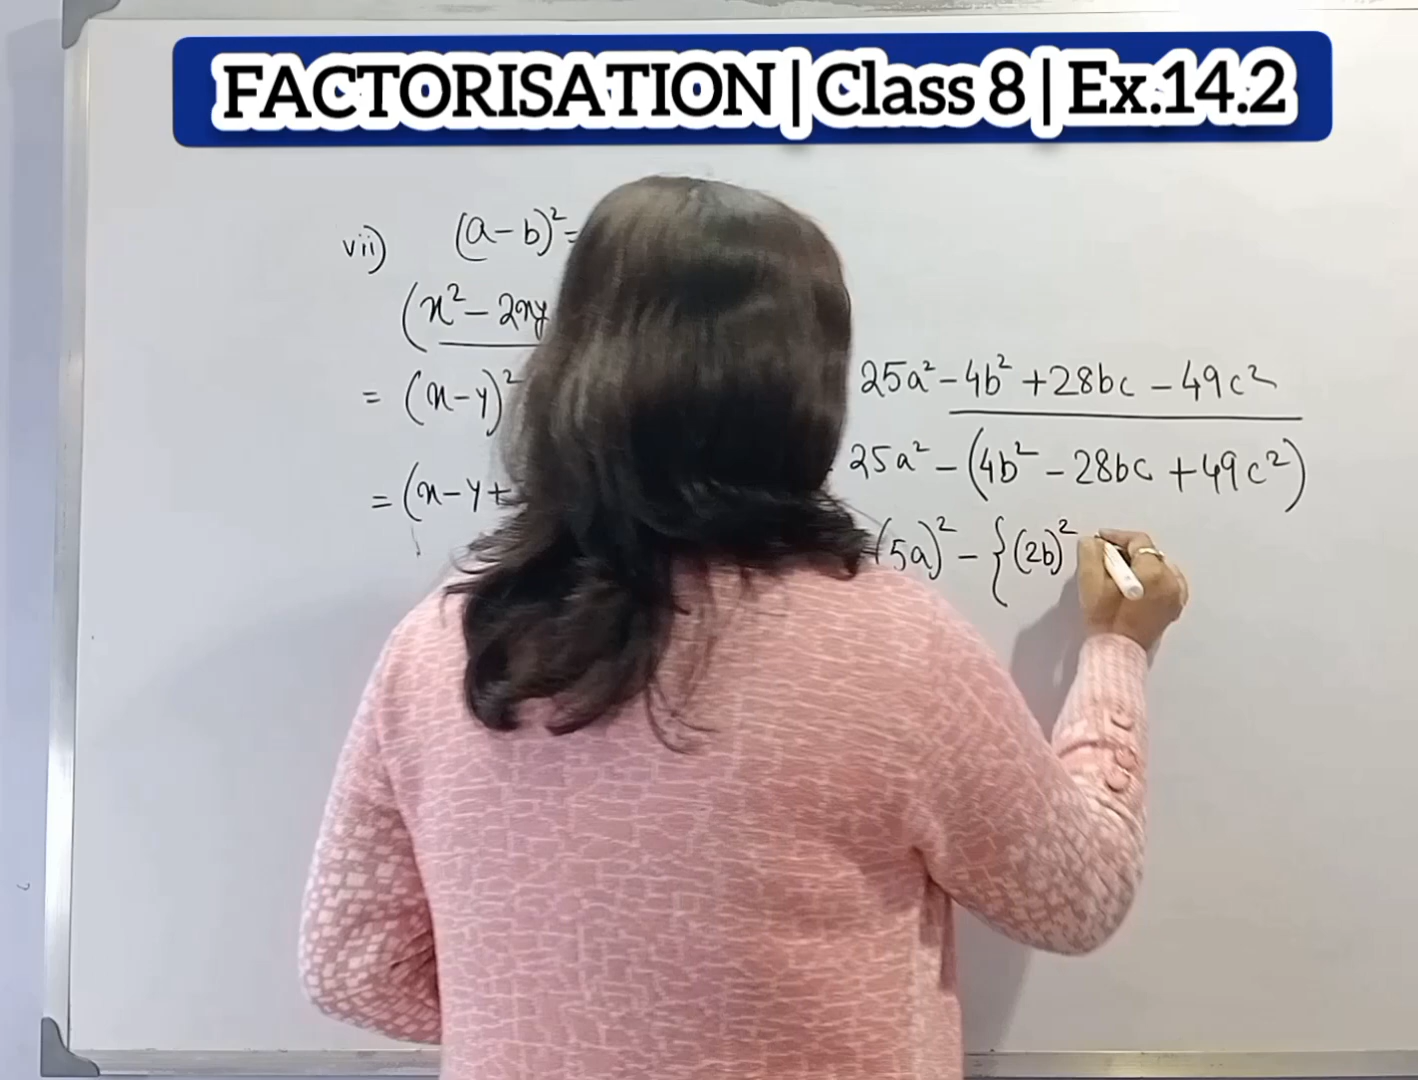 FACTORISATION | Class 8 | Ex.14.2
vii) (a-b)² =
(x² - 2xy
= (x-y)²
= (x-y+
25a² - 4b² + 28bc - 49c²
25a² - (4b² - 28bc + 49c²)
(5a)² - {(2b)²